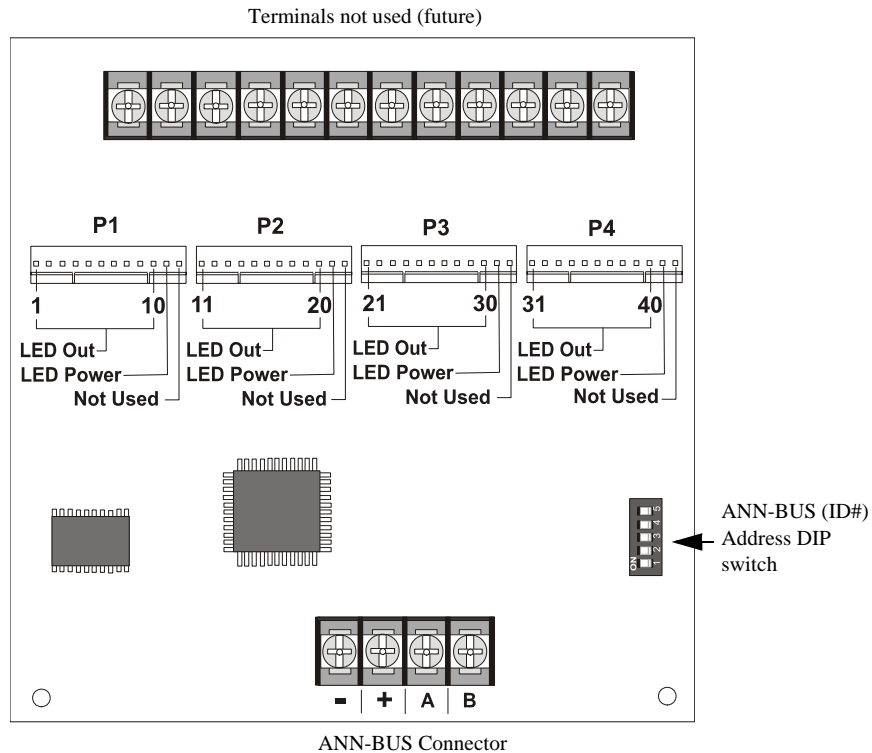 Terminals not used (future)
P1 P2 P3 P4
1 10 11 20 21 30 31 40
LED Out LED Out LED Out LED Out
LED Power LED Power LED Power LED Power
Not Used Not Used Not Used Not Used
ON
1 2 3 4 5
ANN-BUS (ID#)
Address DIP
switch
- + A B
ANN-BUS Connector